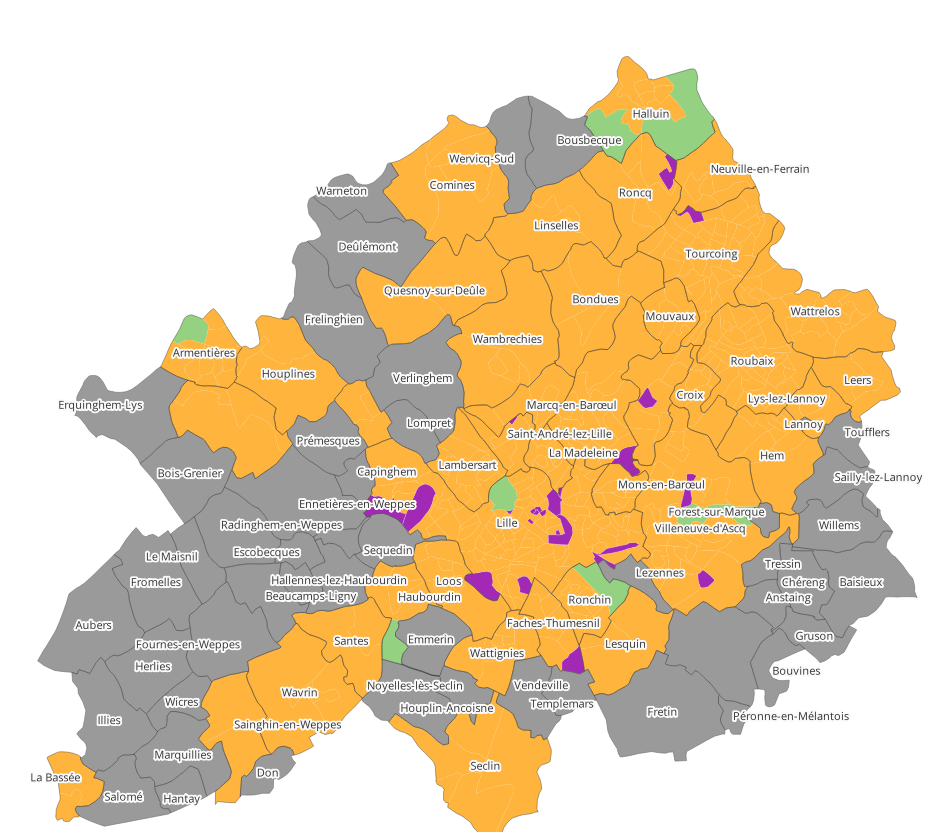 Halluin
Bousbecque
Wervicq-Sud
Neuville-en-Ferrain
Comines
Warneton
Roncq
Linselles
Deûlémont
Tourcoing
Quesnoy-sur-Deûle
Bondues
Wattrelos
Mouvaux
Frelinghien
Wambrechies
Armentières
Roubaix
Houplines
Verlinghem
Leers
Croix
Lys-lez-Lannoy
Erquinghem-Lys
Marcq-en-Barœul
Lompret
Lannoy
Toufflers
Saint-André-lez-Lille
Prémesques
La Madeleine
Hem
Lambersart
Capinghem
Bois-Grenier
Sailly-lez-Lannoy
Mons-en-Barœul
Ennetières-en-Weppes
Forest-sur-Marque
Radinghem-en-Weppes
Lille
Villeneuve-d'Ascq
Willems
Sequedin
Escobecques
Le Maisnil
Tressin
Lezennes
Fromelles
Hallennes-lez-Haubourdin
Loos
Chéreng
Baisieux
Beaucamps-Ligny
Haubourdin
Ronchin
Anstaing
Aubers
Faches-Thumesnil
Gruson
Santes
Emmerin
Fournes-en-Weppes
Lesquin
Wattignies
Herlies
Bouvines
Noyelles-lès-Seclin
Vendeville
Wavrin
Wicres
Templemars
Houplin-Ancoisne
Fretin
Péronne-en-Mélantois
Illies
Sainghin-en-Weppes
Marquillies
Seclin
Don
La Bassée
Salomé
Hantay